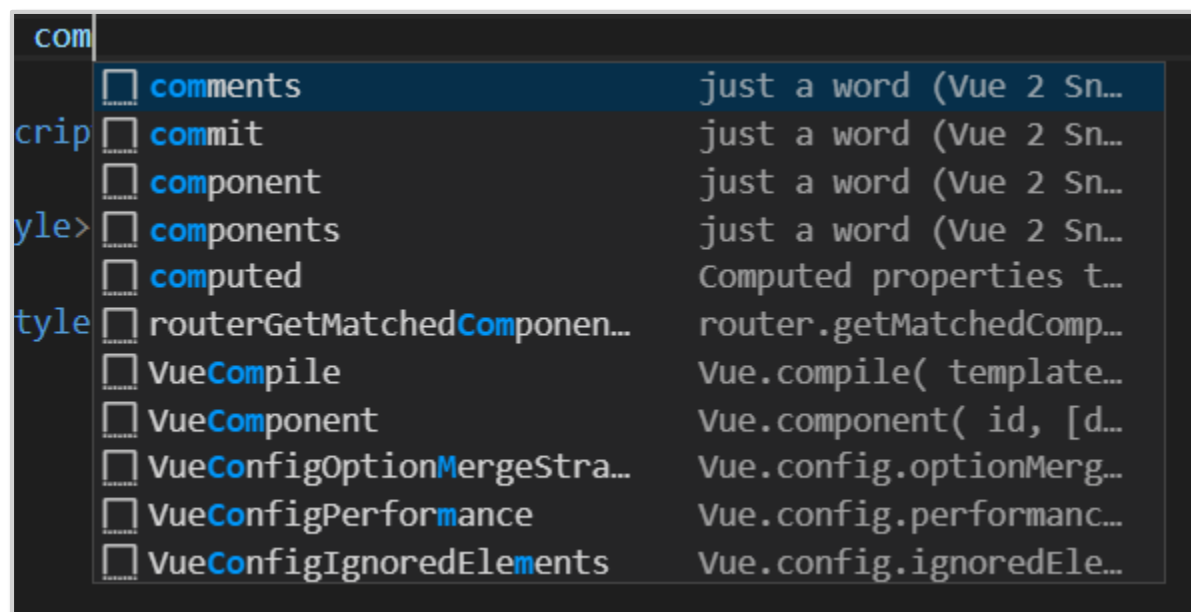 com
comments just a word (Vue 2 Sn…
crip commit just a word (Vue 2 Sn…
component just a word (Vue 2 Sn…
yle> components just a word (Vue 2 Sn…
computed Computed properties t…
tyle routerGetMatchedComponen… router.getMatchedComp…
VueCompile Vue.compile( template…
VueComponent Vue.component( id, [d…
VueConfigOptionMergeStra… Vue.config.optionMerg…
VueConfigPerformance Vue.config.performanc…
VueConfigIgnoredElements Vue.config.ignoredEle…